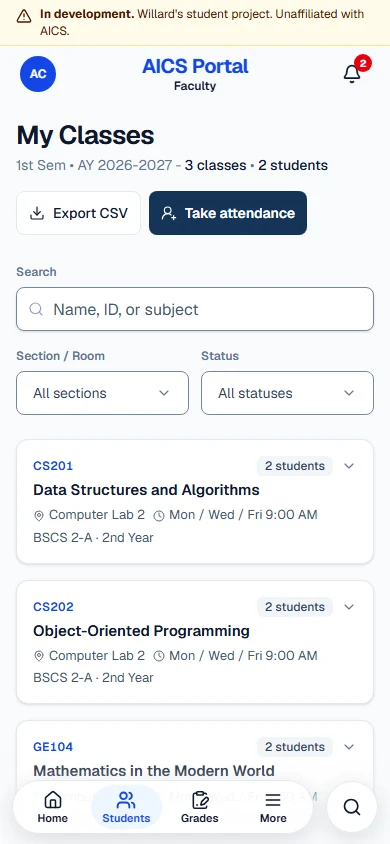 In development. Willard's student project. Unaffiliated with
AICS.
AC
AICS Portal
Faculty
2
My Classes
1st Sem • AY 2026-2027 - 3 classes • 2 students
Export CSV
Take attendance
Search
Name, ID, or subject
Section / Room
Status
All sections
All statuses
CS201
2 students
Data Structures and Algorithms
Computer Lab 2
Mon / Wed / Fri 9:00 AM
BSCS 2-A · 2nd Year
CS202
2 students
Object-Oriented Programming
Computer Lab 2
Mon / Wed / Fri 9:00 AM
BSCS 2-A · 2nd Year
GE104
2 students
Mathematics in the Modern World
Home
Students
Grades
More